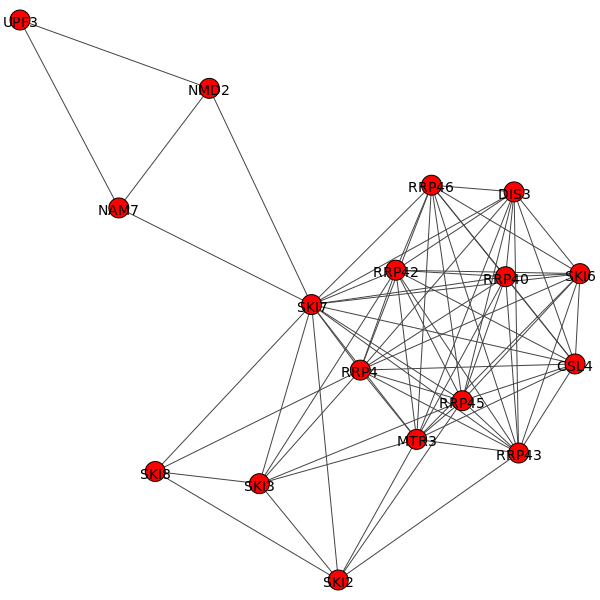 UPF3
NMD2
NAM7
RRP46
DIS3
RRP42
RRP40
SKI6
SKI7
RRP4
CSL4
RRP45
MTR3
RRP43
SKI8
SKI3
SKI2